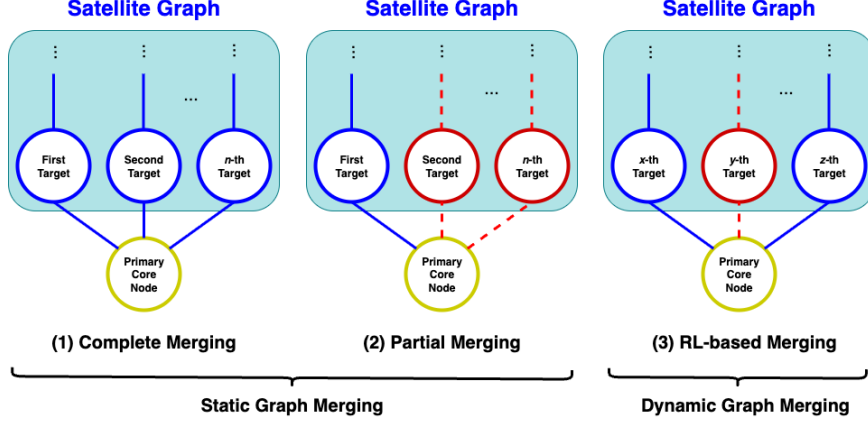 Satellite Graph
Satellite Graph
Satellite Graph
...
...
...
First
Target
Second
Target
n-th
Target
First
Target
Second
Target
n-th
Target
x-th
Target
y-th
Target
z-th
Target
Primary
Core
Node
Primary
Core
Node
Primary
Core
Node
(1) Complete Merging
(2) Partial Merging
(3) RL-based Merging
Static Graph Merging
Dynamic Graph Merging